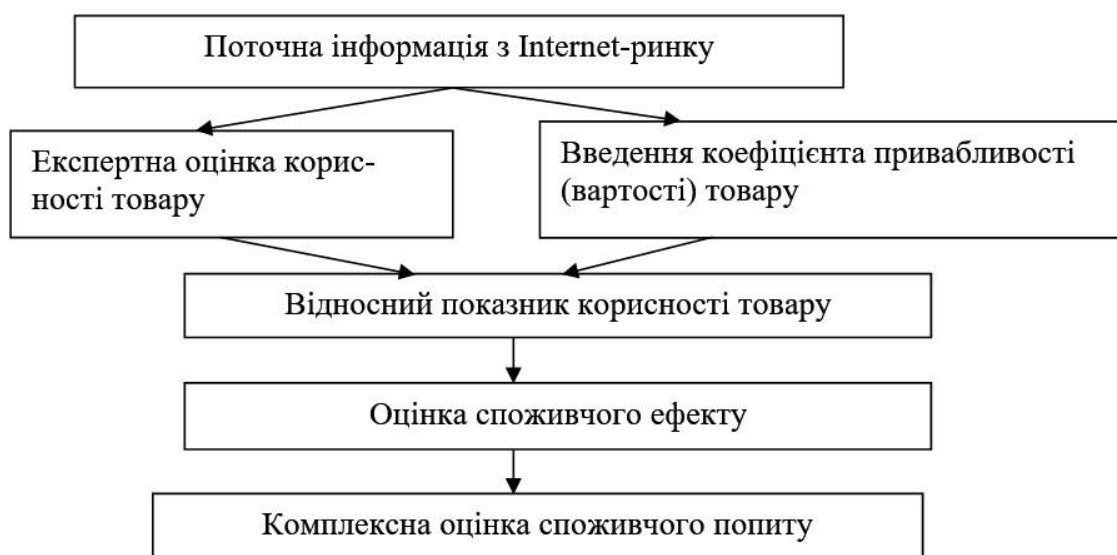 Поточна інформація з Internet-ринку
Експертна оцінка корис-
ності товару
Введення коефіцієнта привабливості
(вартості) товару
Відносний показник корисності товару
Оцінка споживчого ефекту
Комплексна оцінка споживчого попиту